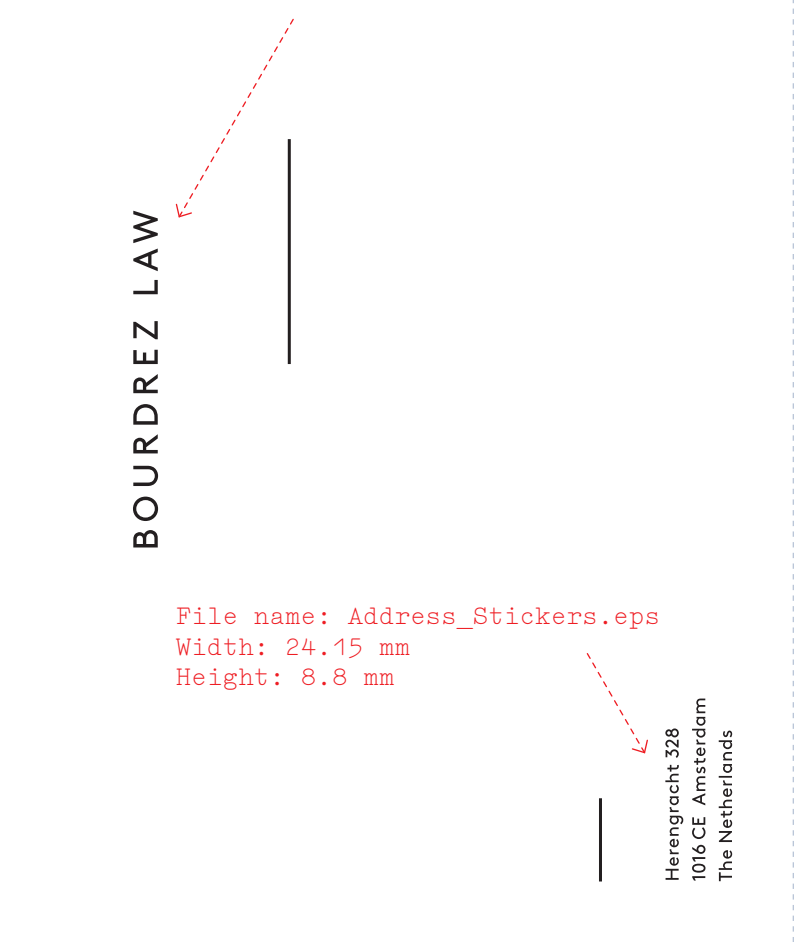 BOURDREZ LAW
File name: Address_Stickers.eps
Width: 24.15 mm
Height: 8.8 mm
Herengracht 328
1016 CE  Amsterdam
The Netherlands